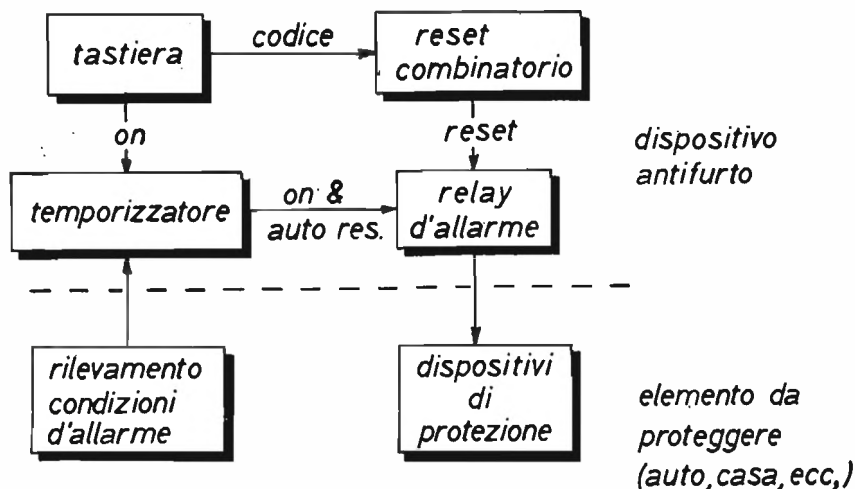 tastiera
codice
reset
combinatorio
on
reset
dispositivo
antifurto
temporizzatore
on &
auto res.
relay
d'allarme
rilevamento
condizioni
d'allarme
dispositivi
di
protezione
elemento da
proteggere
(auto, casa, ecc,)